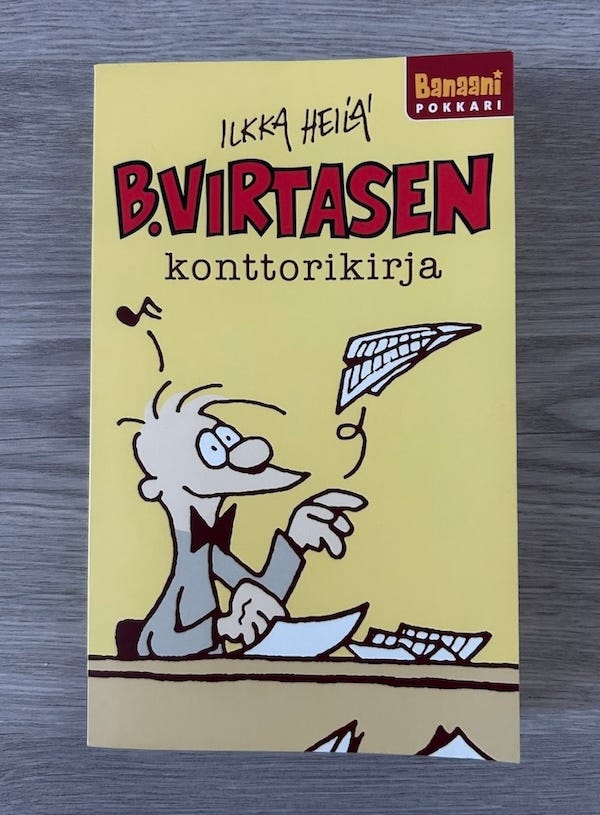 Banaani
POKKARI
ILKKA HEILÄ
B.VIRTASEN
konttorikirja